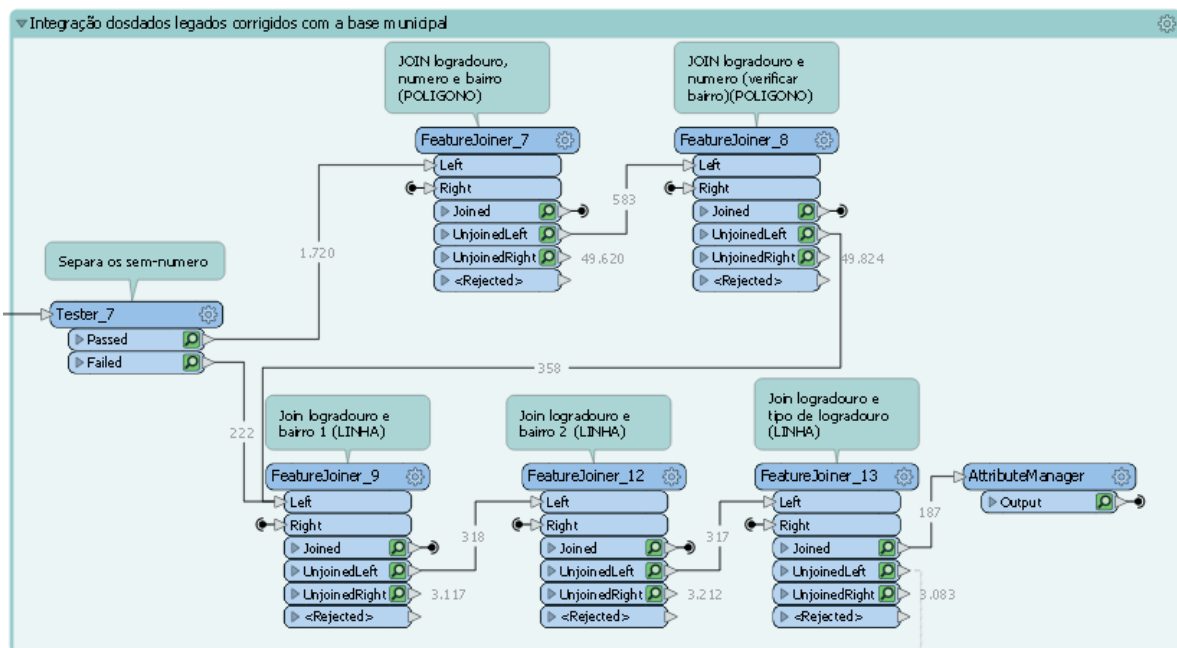 Integração dosdados legados corrigidos com a base municipal
JOIN logradouro,
numero e bairro
(POLIGONO)
JOIN logradouro e
numero (verificar
bairro)(POLIGONO)
FeatureJoiner_7
Left
Right
Joined
UnjoinedLeft
UnjoinedRight
<Rejected>
583
49.620
FeatureJoiner_8
Left
Right
Joined
UnjoinedLeft
UnjoinedRight
<Rejected>
49.824
Separa os sem-numero
1.720
Tester_7
Passed
Failed
358
222
Join logradouro e
bairro 1 (LINHA)
Join logradouro e
bairro 2 (LINHA)
Join logradouro e
tipo de logradouro
(LINHA)
FeatureJoiner_9
Left
Right
Joined
UnjoinedLeft
UnjoinedRight
<Rejected>
318
3.117
FeatureJoiner_12
Left
Right
Joined
UnjoinedLeft
UnjoinedRight
<Rejected>
317
3.212
FeatureJoiner_13
Left
Right
Joined
UnjoinedLeft
UnjoinedRight
<Rejected>
187
3.083
AttributeManager
Output